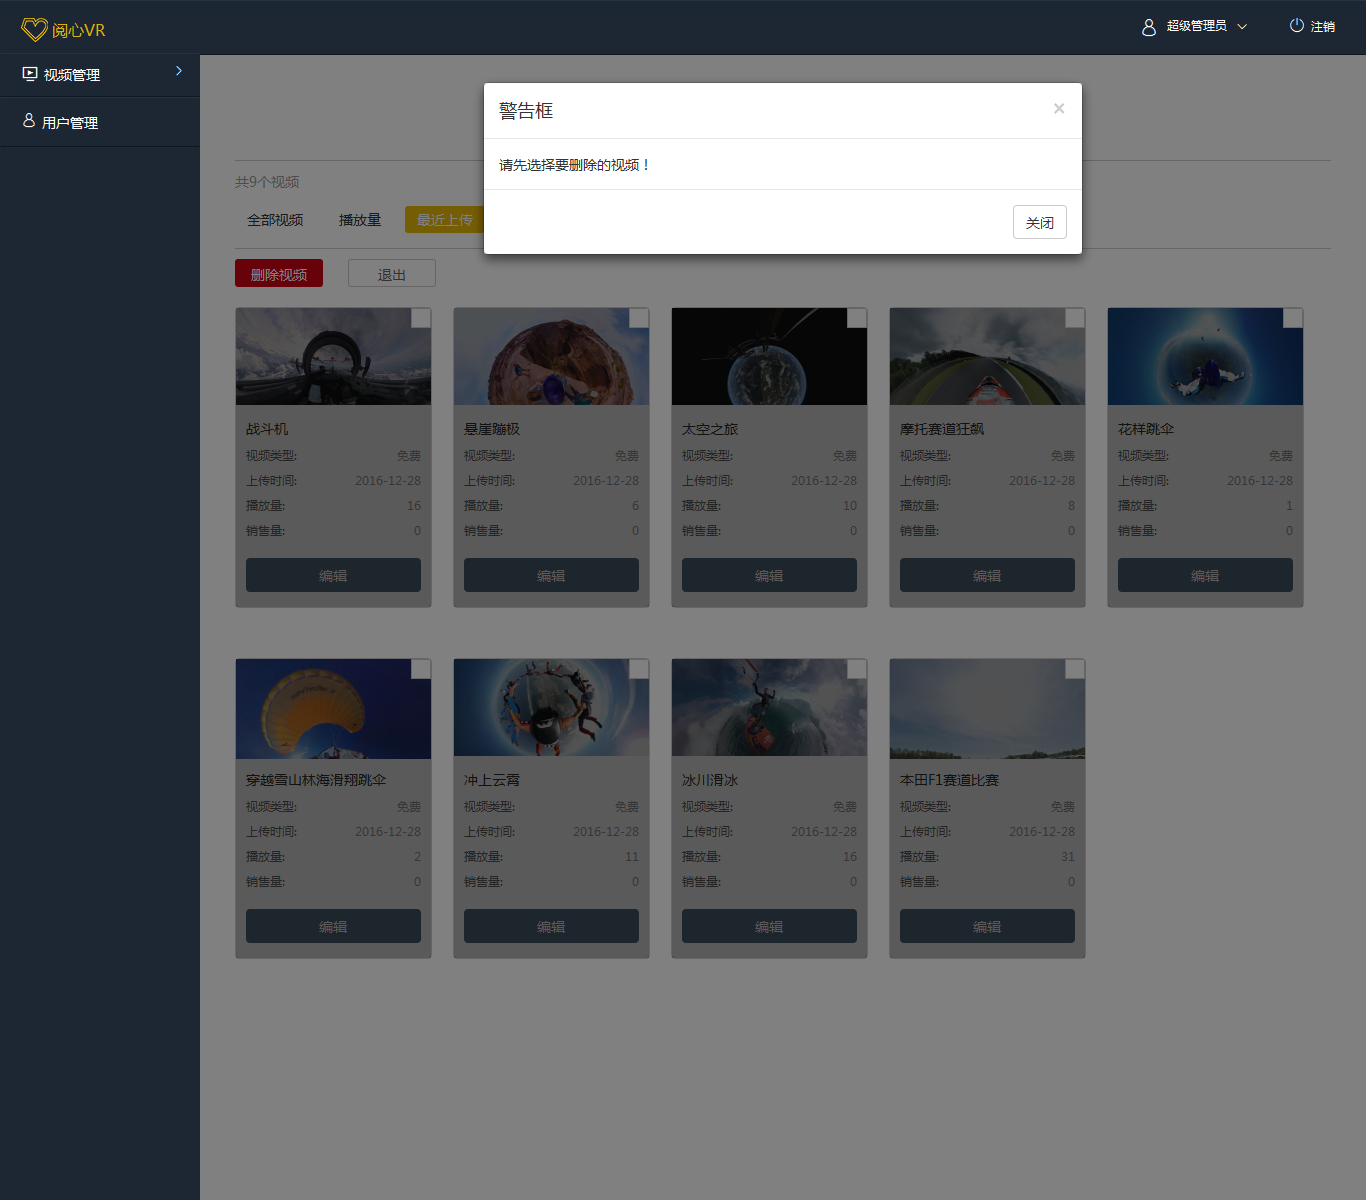 阅心VR
超级管理员
注销
视频管理
用户管理
警告框
×
请先选择要删除的视频！
关闭
共9个视频
全部视频 播放量 最近上传
删除视频 退出
战斗机 悬崖蹦极 太空之旅 摩托赛道狂飙 花样跳伞
视频类型: 免费 视频类型: 免费 视频类型: 免费 视频类型: 免费 视频类型: 免费
上传时间: 2016-12-28 上传时间: 2016-12-28 上传时间: 2016-12-28 上传时间: 2016-12-28 上传时间: 2016-12-28
播放量: 16 播放量: 6 播放量: 10 播放量: 8 播放量: 1
销售量: 0 销售量: 0 销售量: 0 销售量: 0 销售量: 0
编辑 编辑 编辑 编辑 编辑
穿越雪山林海滑翔跳伞 冲上云霄 冰川滑冰 本田F1赛道比赛
视频类型: 免费 视频类型: 免费 视频类型: 免费 视频类型: 免费
上传时间: 2016-12-28 上传时间: 2016-12-28 上传时间: 2016-12-28 上传时间: 2016-12-28
播放量: 2 播放量: 11 播放量: 16 播放量: 31
销售量: 0 销售量: 0 销售量: 0 销售量: 0
编辑 编辑 编辑 编辑